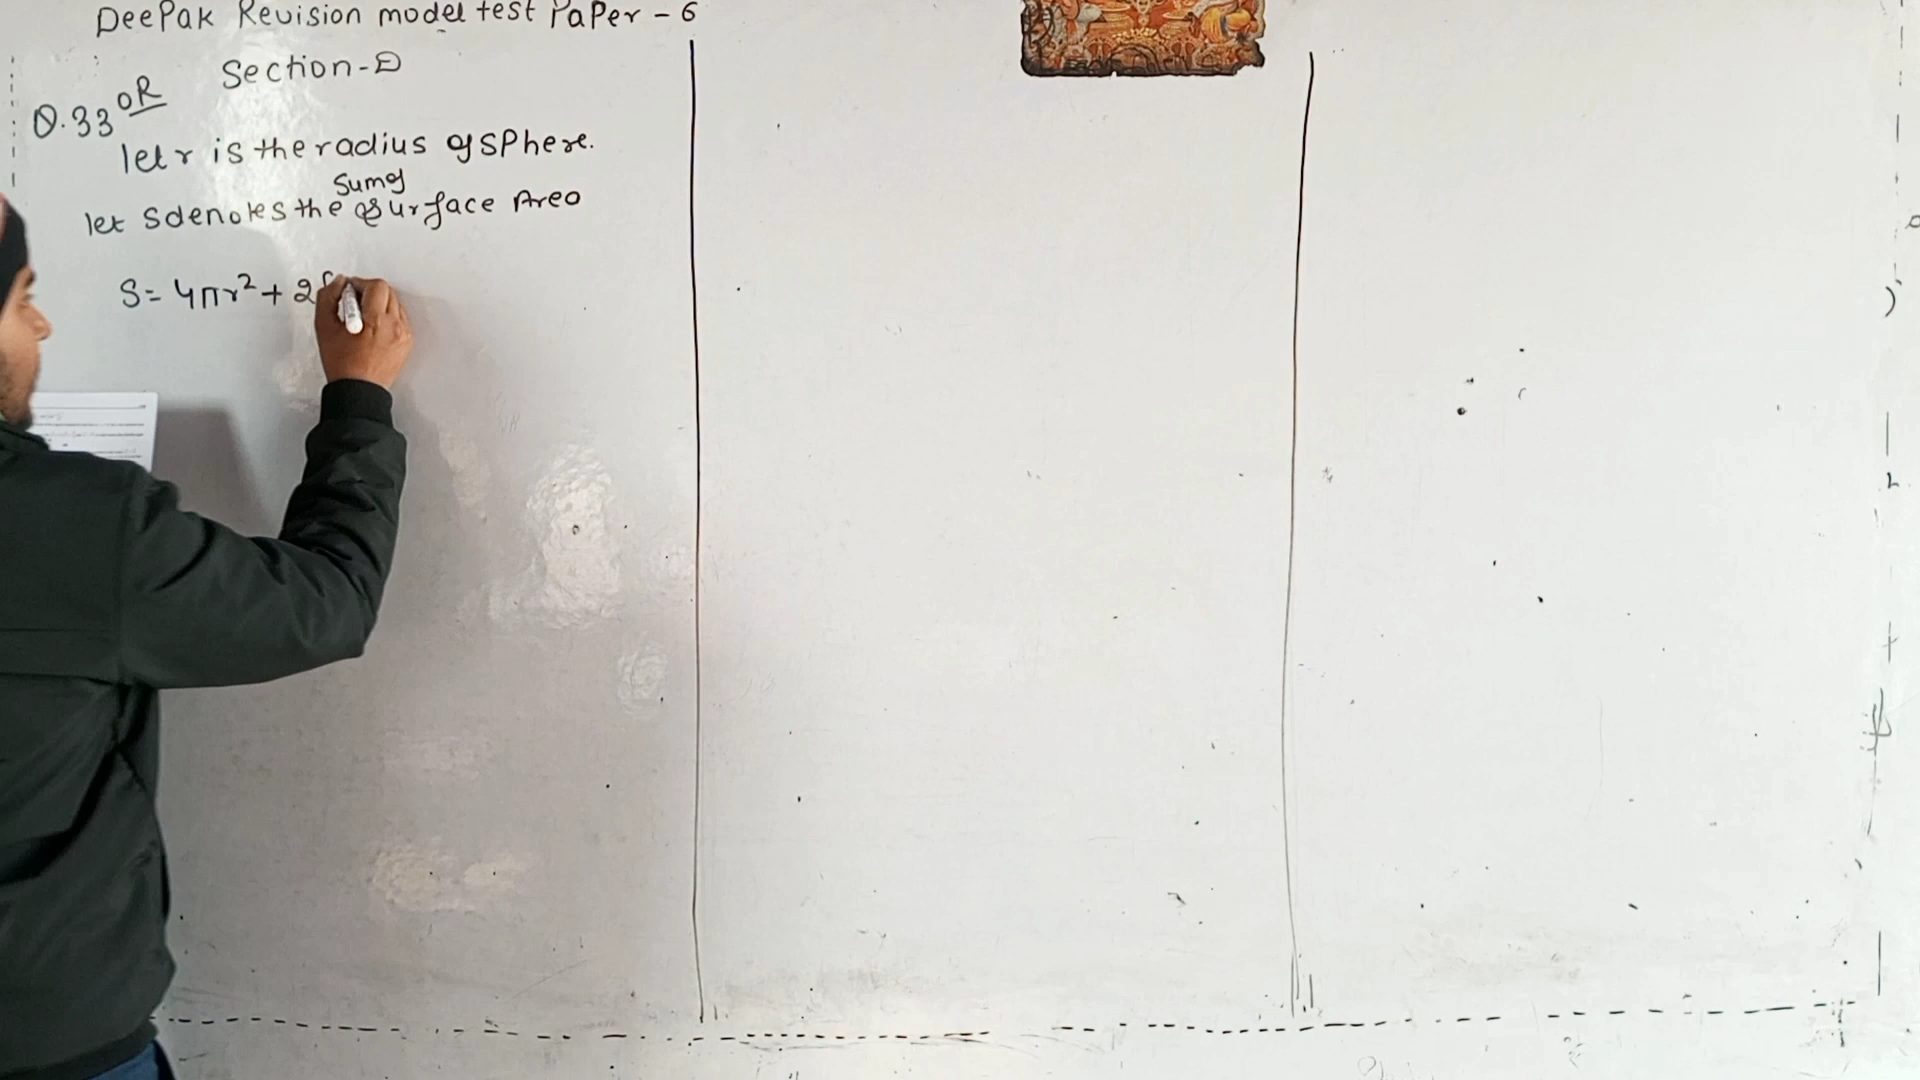 DeePak Revision model test PaPer - 6
Section - D
Q.33 OR
let r is the radius of sPhere.
Sum of
let S denotes the surface Area
S = 4πr² + 2